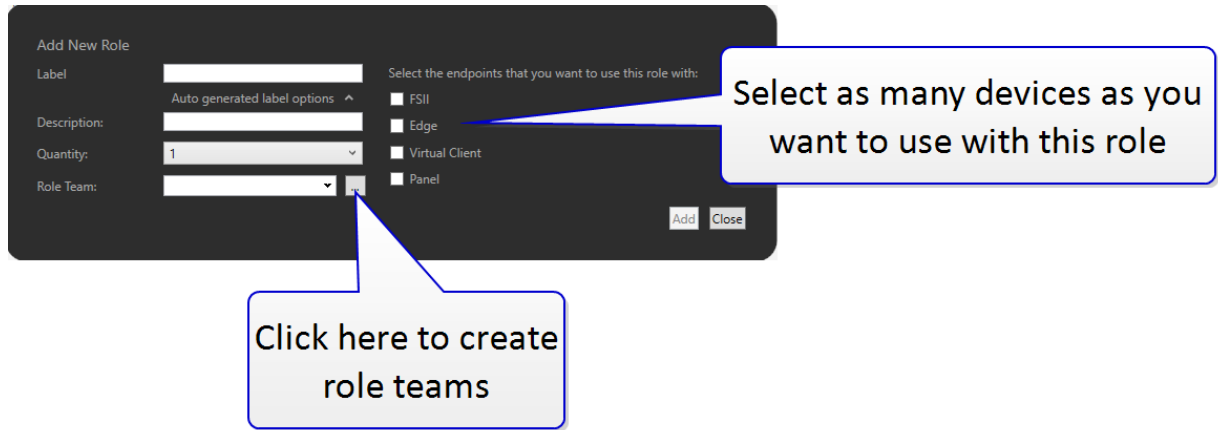 Add New Role
Label
Auto generated label options
Description:
Quantity:
1
Role Team:
...
Select the endpoints that you want to use this role with:
FSII
Edge
Virtual Client
Panel
Add Close
Select as many devices as you
want to use with this role
Click here to create
role teams